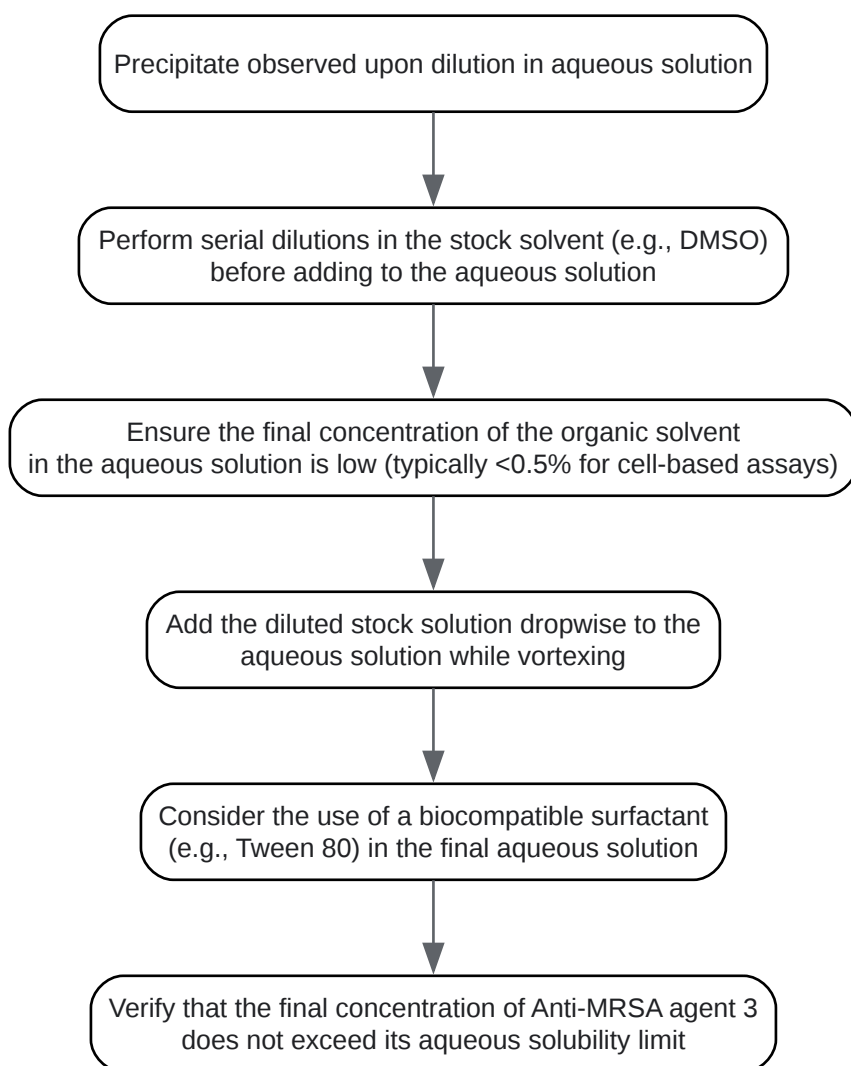 Precipitate observed upon dilution in aqueous solution
Perform serial dilutions in the stock solvent (e.g., DMSO)
before adding to the aqueous solution
Ensure the final concentration of the organic solvent
in the aqueous solution is low (typically <0.5% for cell-based assays)
Add the diluted stock solution dropwise to the
aqueous solution while vortexing
Consider the use of a biocompatible surfactant
(e.g., Tween 80) in the final aqueous solution
Verify that the final concentration of Anti-MRSA agent 3
does not exceed its aqueous solubility limit